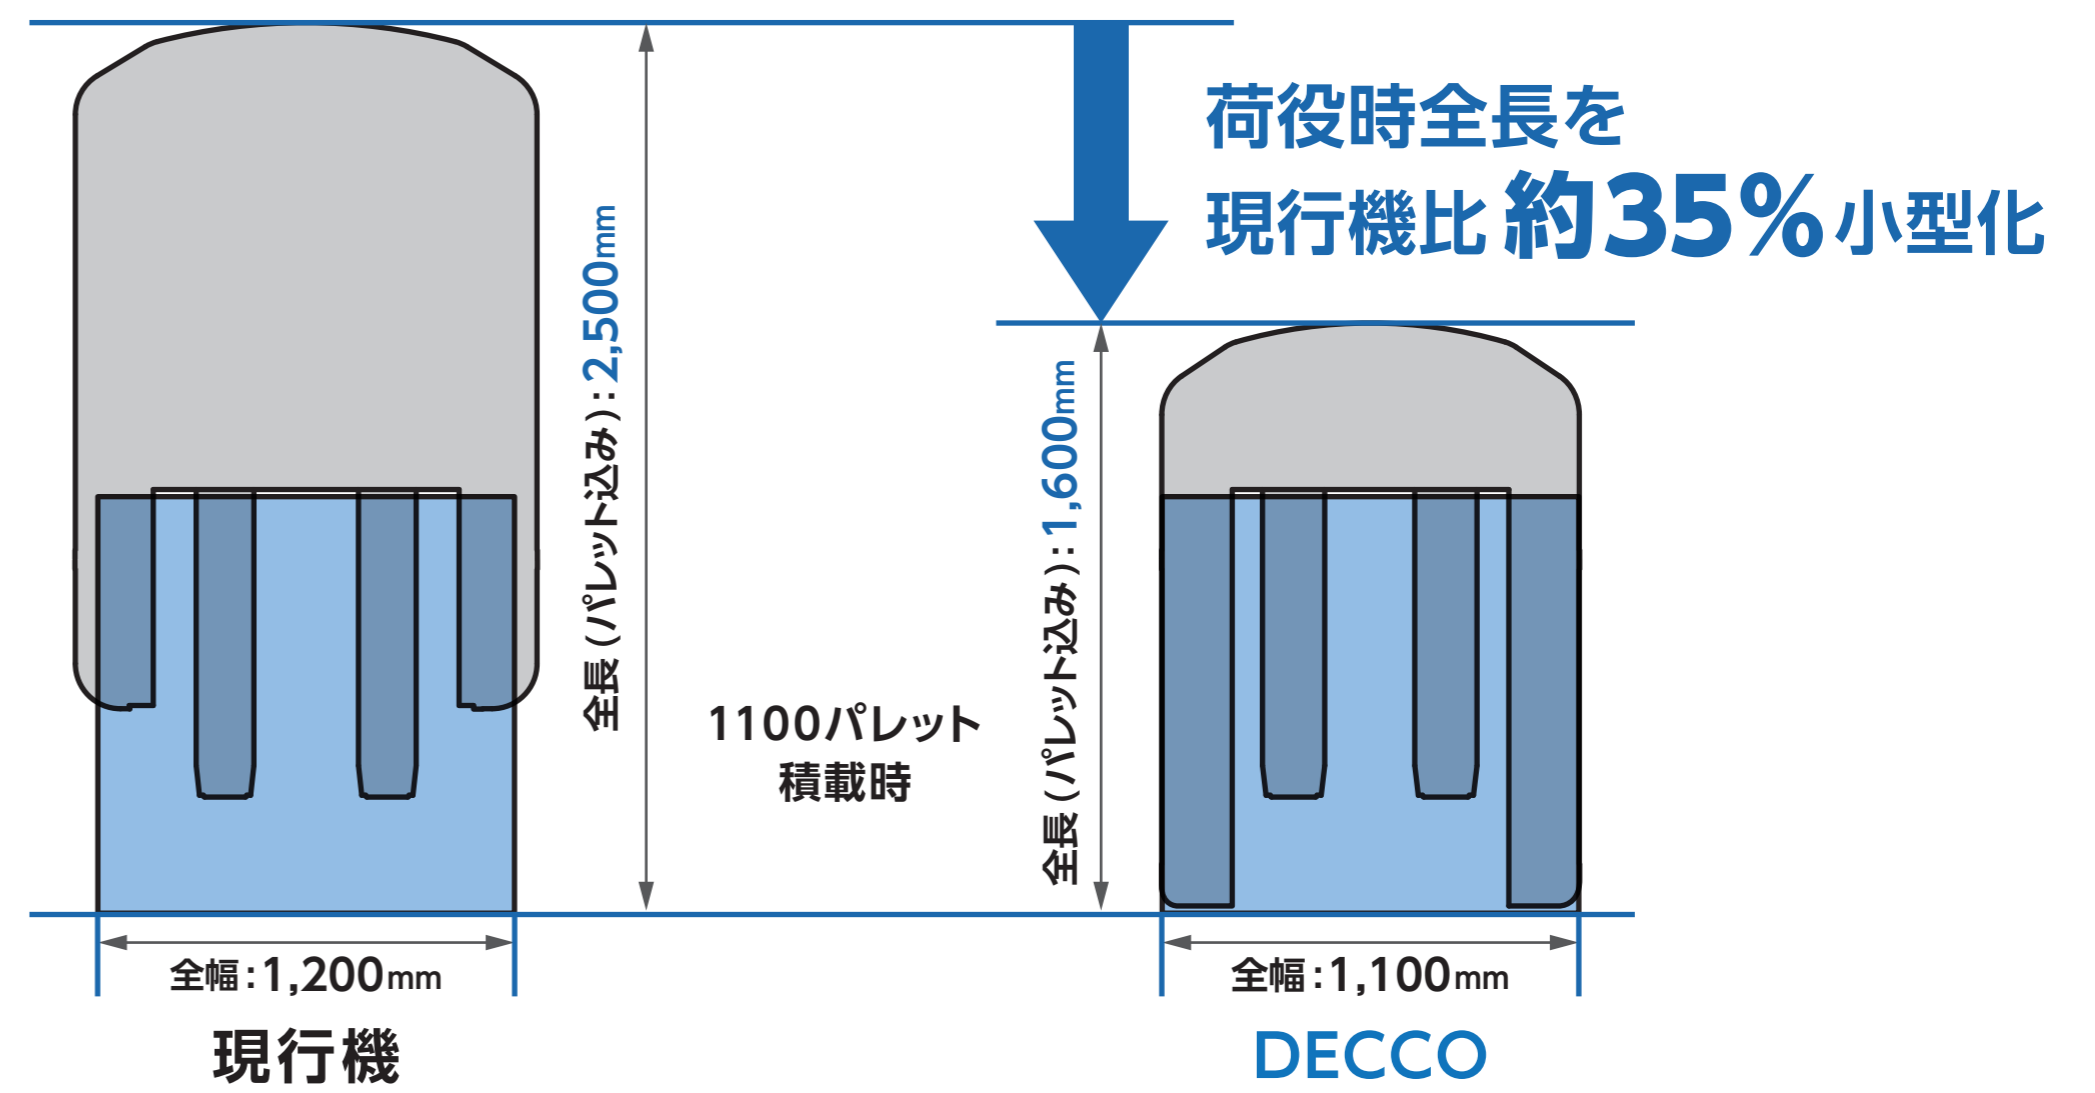 荷役時全長を
現行機比 約35%小型化
全長(パレット込み):2,500mm
全長(パレット込み):1,600mm
1100パレット
積載時
全幅:1,200mm
全幅:1,100mm
現行機
DECCO